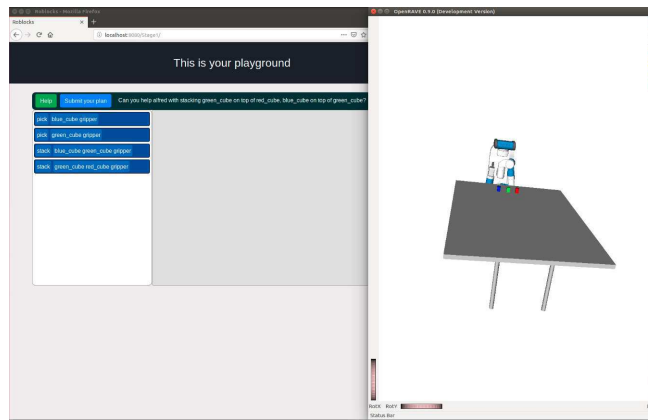 Roblocks - Mozilla Firefox
Roblocks × +
localhost:8080/Stage1/
This is your playground
Help Submit your plan Can you help alfred with stacking green_cube on top of red_cube, blue_cube on top of green_cube?
pick blue_cube gripper
pick green_cube gripper
stack blue_cube green_cube gripper
stack green_cube red_cube gripper
OpenRAVE 0.9.0 (Development Version)
RotX RotY
Status Bar